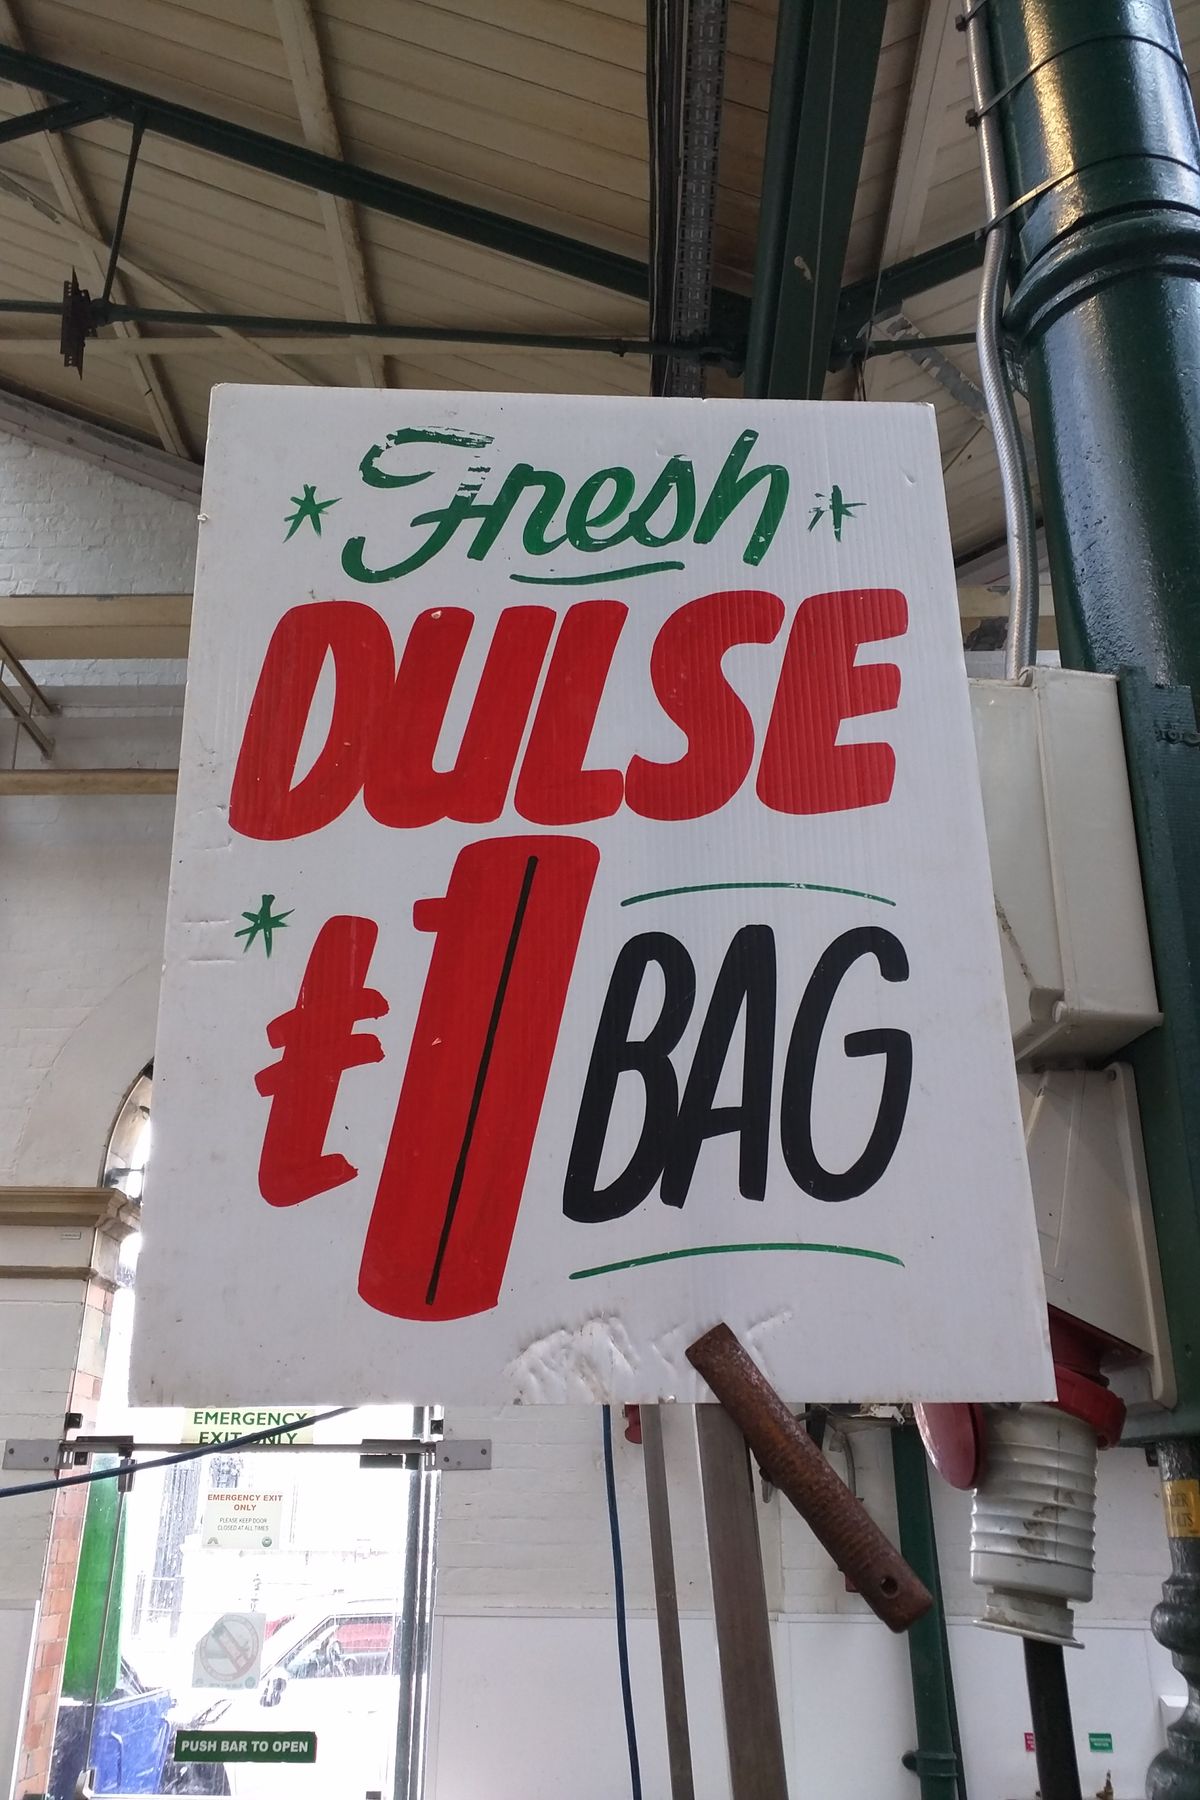 Fresh
DULSE
£1 BAG
EMERGENCY
EXIT ONLY
EMERGENCY EXIT
ONLY
PLEASE KEEP DOOR
CLOSED AT ALL TIMES
PUSH BAR TO OPEN